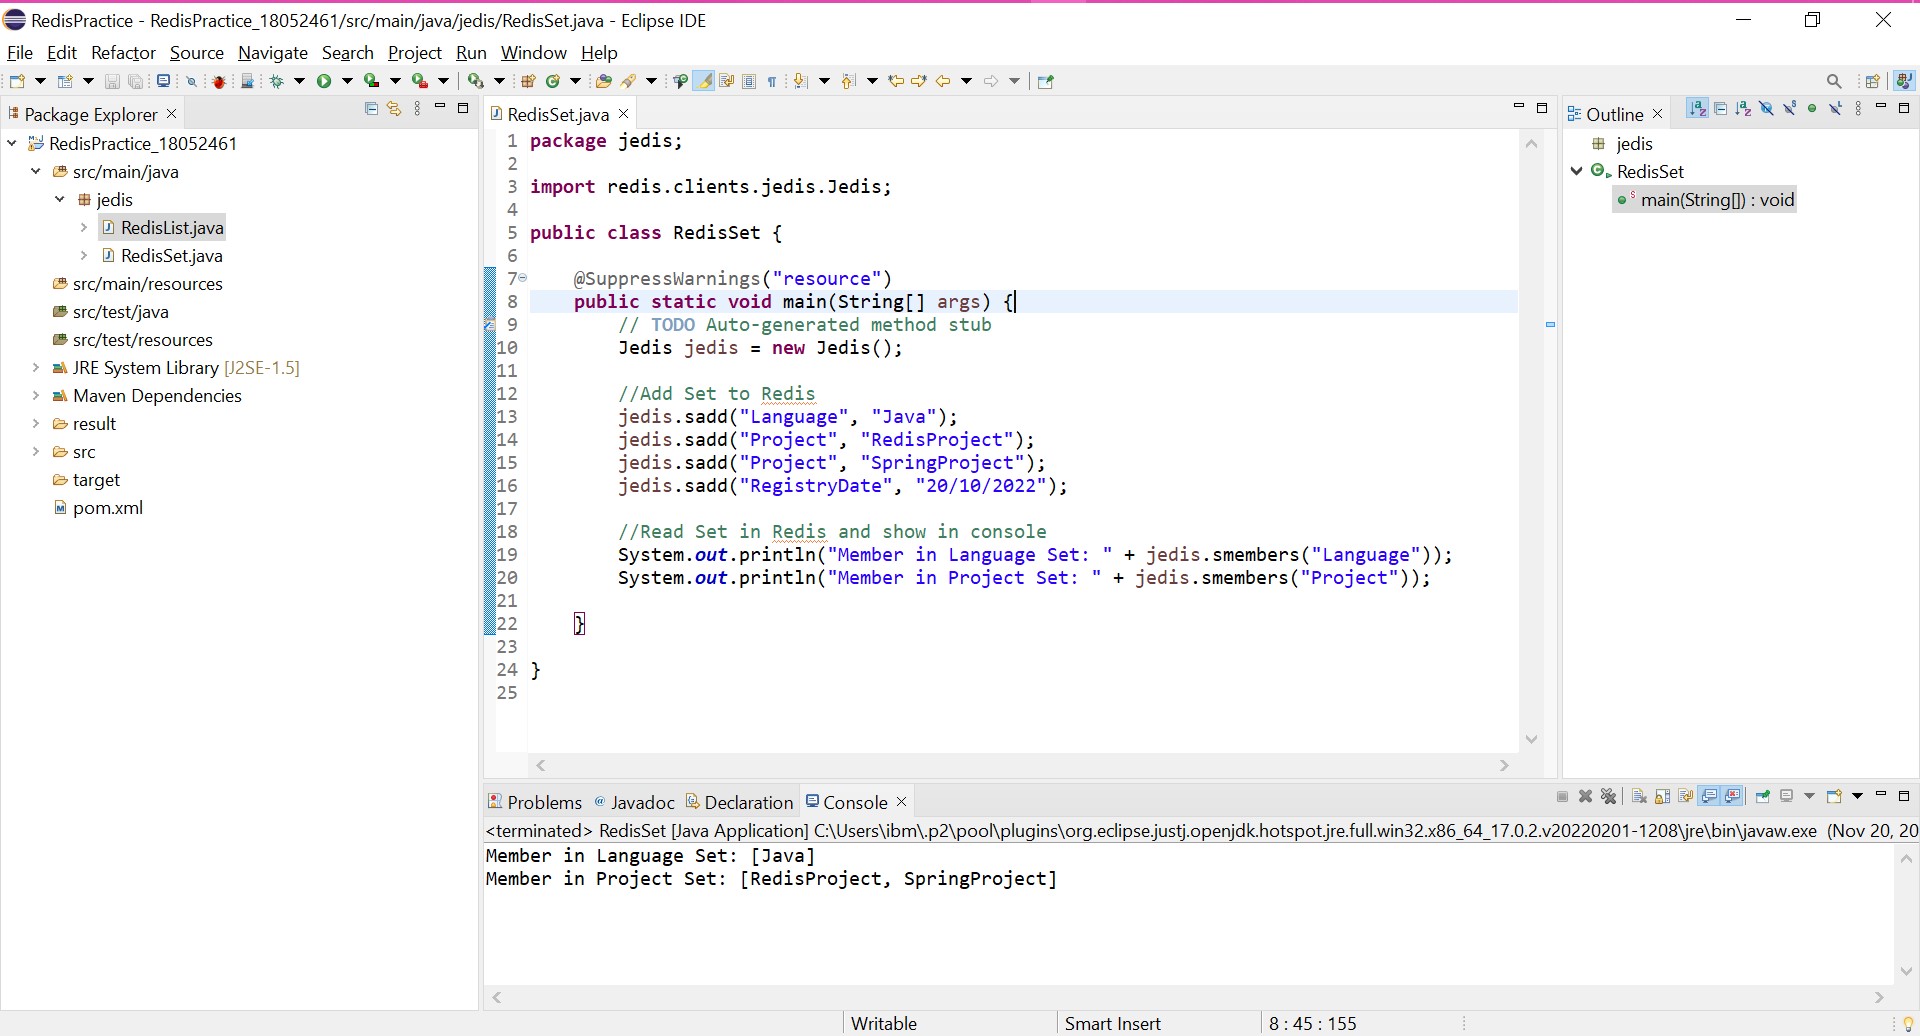 RedisPractice - RedisPractice_18052461/src/main/java/jedis/RedisSet.java - Eclipse IDE
File Edit Refactor Source Navigate Search Project Run Window Help
Package Explorer
RedisPractice_18052461
src/main/java
jedis
RedisList.java
RedisSet.java
src/main/resources
src/test/java
src/test/resources
JRE System Library [J2SE-1.5]
Maven Dependencies
result
src
target
pom.xml
RedisSet.java
1 package jedis;
2
3 import redis.clients.jedis.Jedis;
4
5 public class RedisSet {
6
7 @SuppressWarnings("resource")
8 public static void main(String[] args) {
9 // TODO Auto-generated method stub
10 Jedis jedis = new Jedis();
11
12 //Add Set to Redis
13 jedis.sadd("Language", "Java");
14 jedis.sadd("Project", "RedisProject");
15 jedis.sadd("Project", "SpringProject");
16 jedis.sadd("RegistryDate", "20/10/2022");
17
18 //Read Set in Redis and show in console
19 System.out.println("Member in Language Set: " + jedis.smembers("Language"));
20 System.out.println("Member in Project Set: " + jedis.smembers("Project"));
21
22 }
23
24 }
25
Outline
jedis
RedisSet
main(String[]) : void
Problems @ Javadoc Declaration Console
<terminated> RedisSet [Java Application] C:\Users\ibm\.p2\pool\plugins\org.eclipse.justj.openjdk.hotspot.jre.full.win32.x86_64_17.0.2.v20220201-1208\jre\bin\javaw.exe (Nov 20, 20
Member in Language Set: [Java]
Member in Project Set: [RedisProject, SpringProject]
Writable Smart Insert 8 : 45 : 155